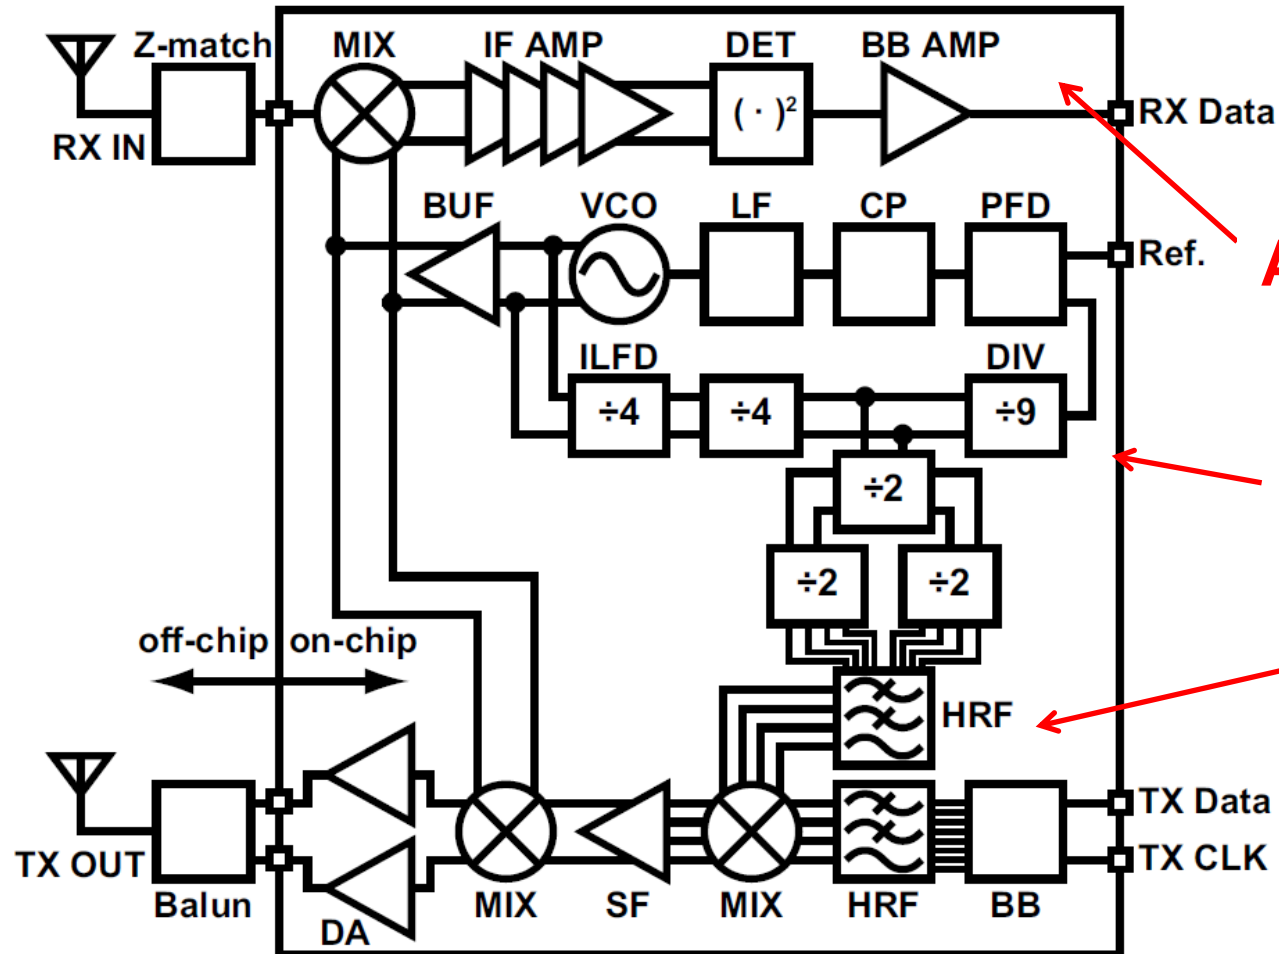 Z-match MIX IF AMP DET BB AMP
( · )²
RX IN
RX Data
BUF VCO LF CP PFD
Ref.
ILFD DIV
÷4 ÷4 ÷9
÷2
÷2 ÷2
off-chip on-chip
HRF
TX Data
TX OUT
TX CLK
Balun DA MIX SF MIX HRF BB